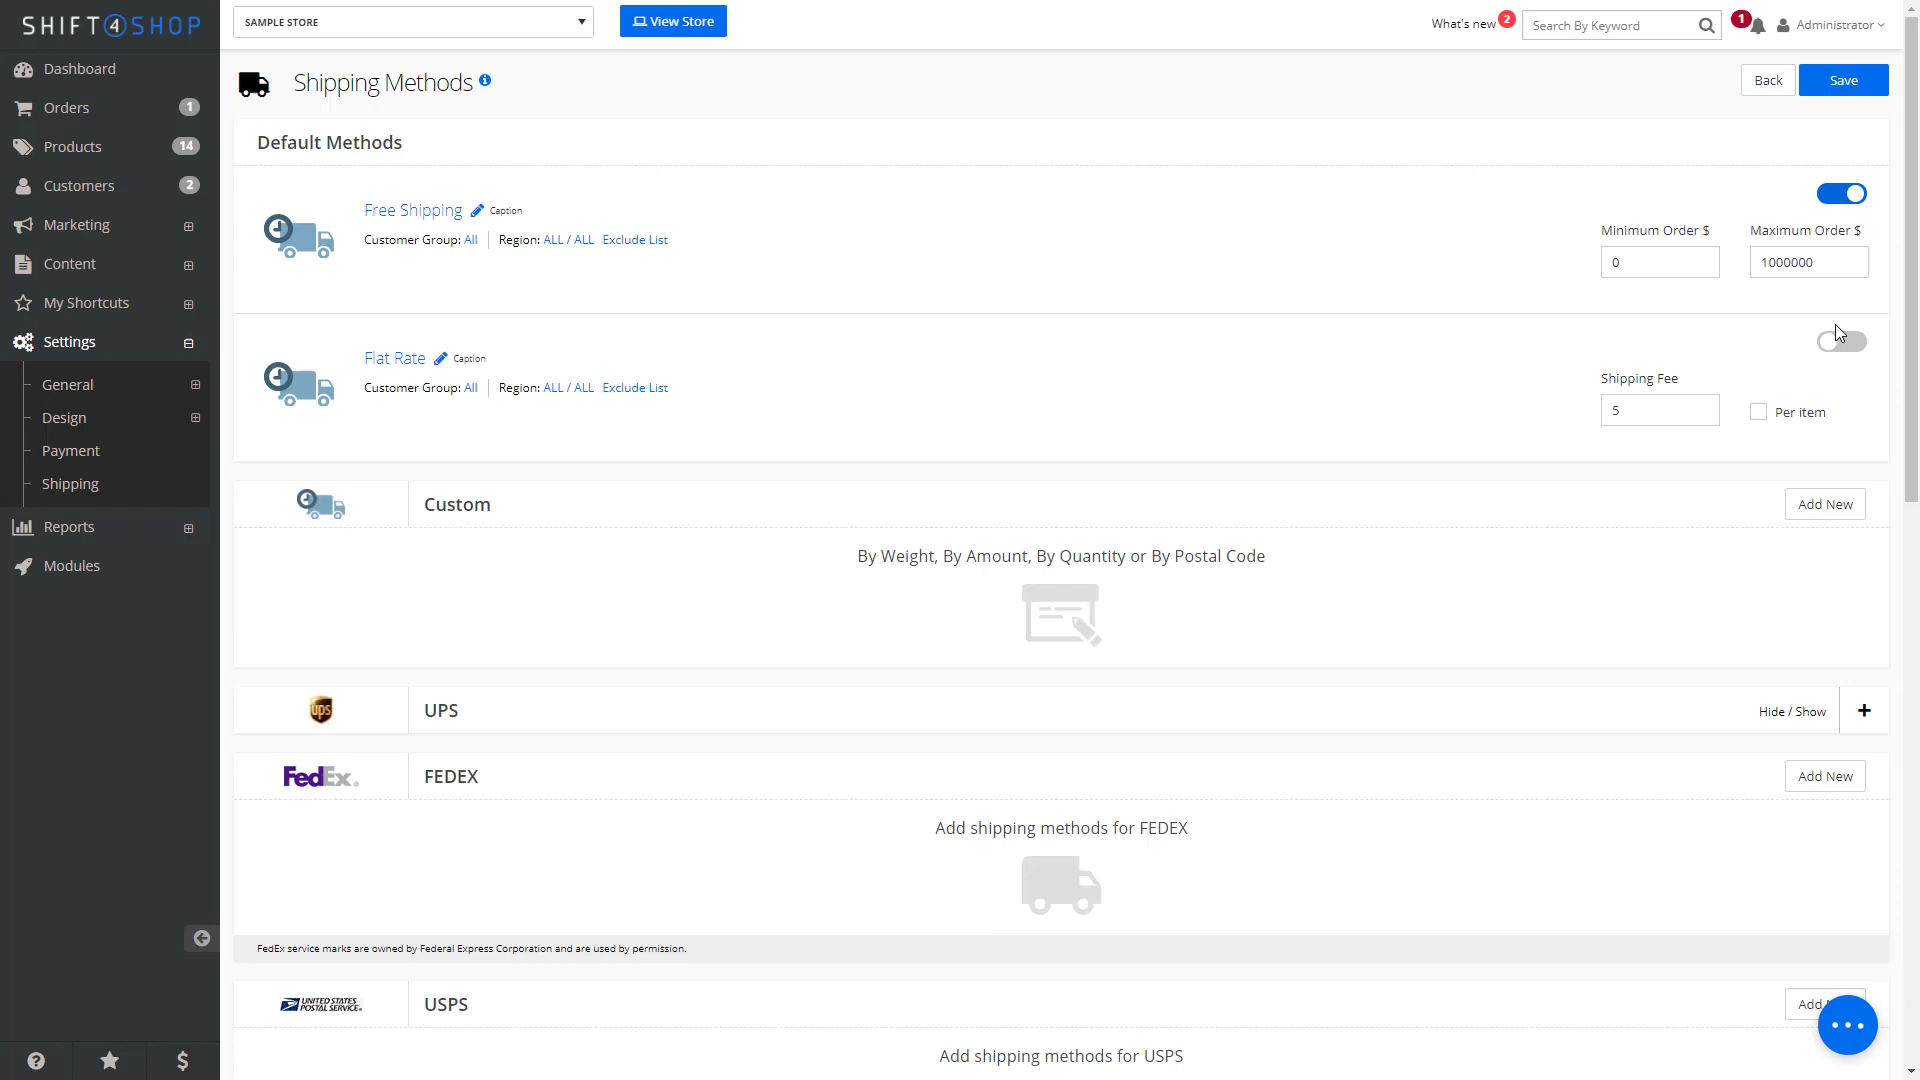 SHIFT4SHOP
SAMPLE STORE
View Store
What's new 2
Search By Keyword
1
Administrator
Dashboard
Orders 1
Products 14
Customers 2
Marketing
Content
My Shortcuts
Settings
General
Design
Payment
Shipping
Reports
Modules
Shipping Methods
Back
Save
Default Methods
Free Shipping Caption
Customer Group: All Region: ALL / ALL Exclude List
Minimum Order $ Maximum Order $
0 1000000
Flat Rate Caption
Customer Group: All Region: ALL / ALL Exclude List
Shipping Fee
5 Per item
Custom Add New
By Weight, By Amount, By Quantity or By Postal Code
ups UPS Hide / Show
FedEx. FEDEX Add New
Add shipping methods for FEDEX
FedEx service marks are owned by Federal Express Corporation and are used by permission.
UNITED STATES POSTAL SERVICE. USPS Add
Add shipping methods for USPS